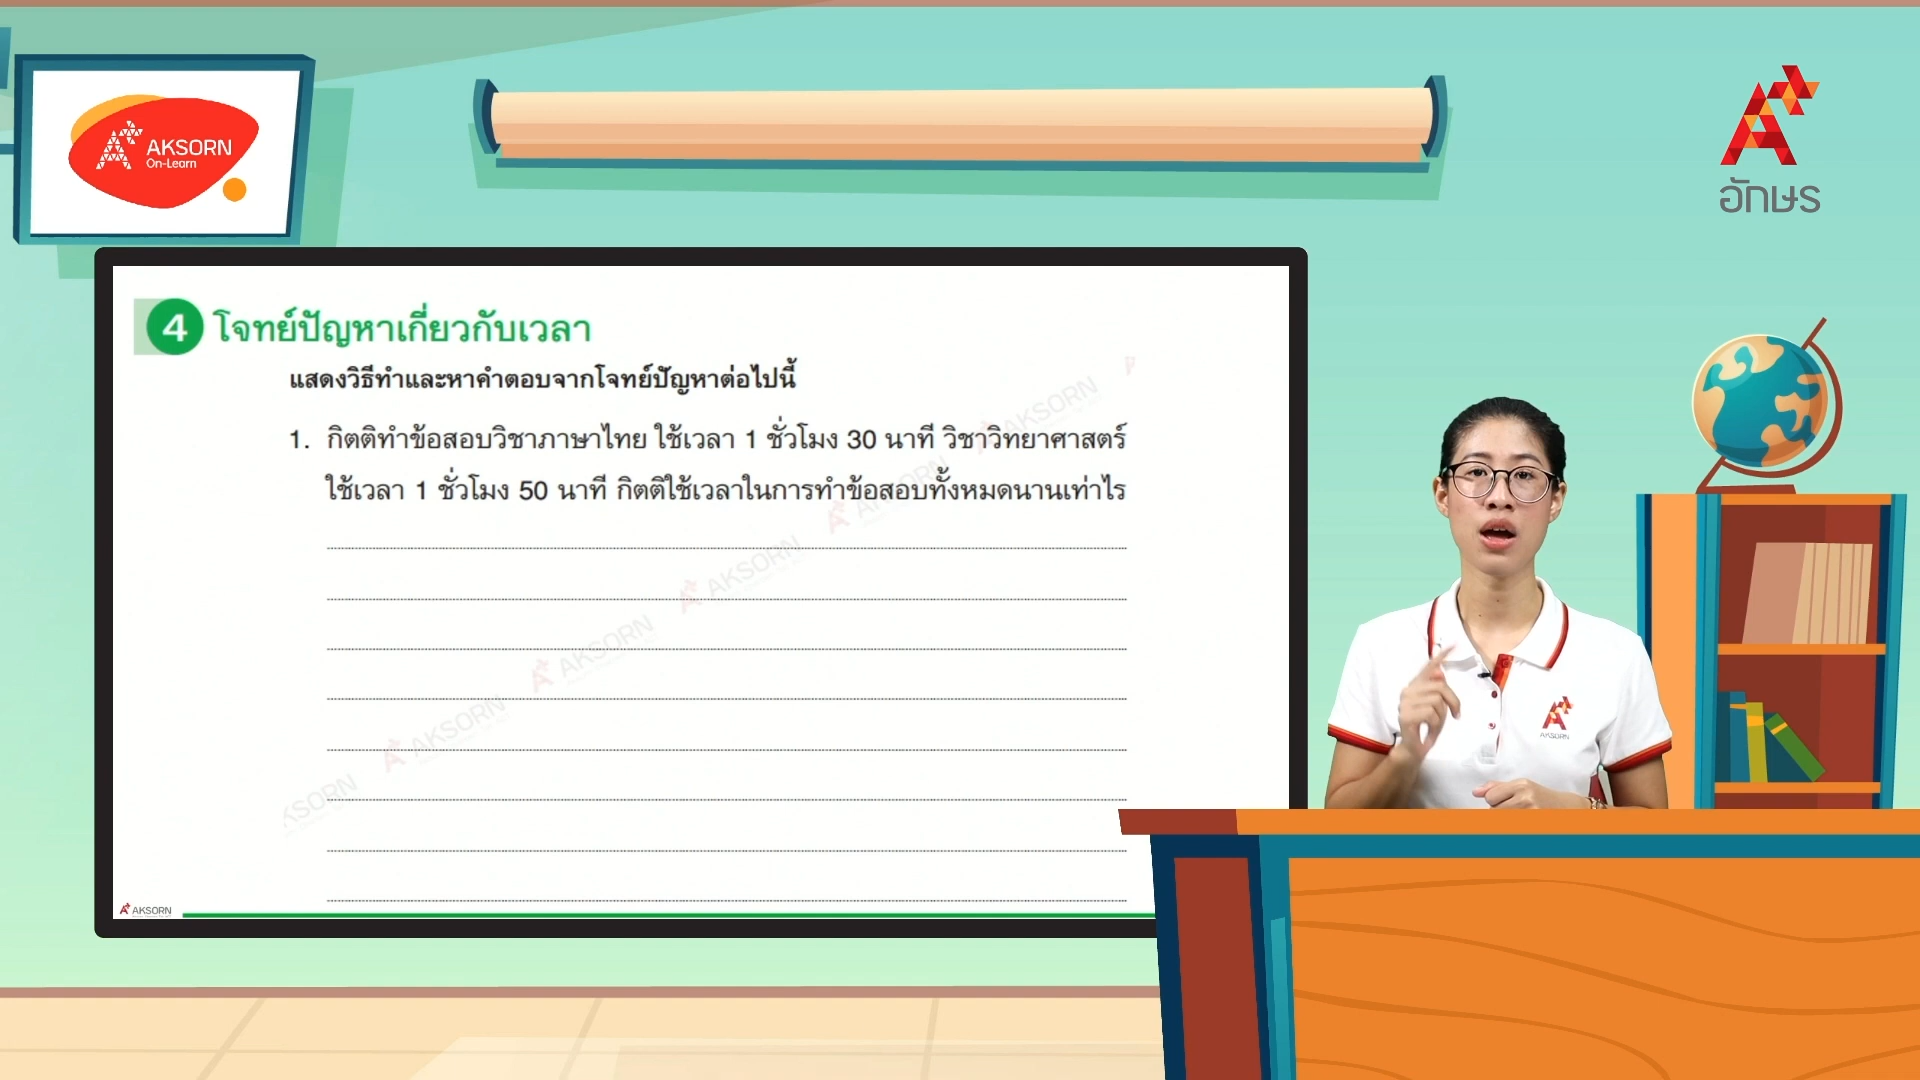 AKSORN
On-Learn
อักษร
4 โจทย์ปัญหาเกี่ยวกับเวลา
แสดงวิธีทำและหาคำตอบจากโจทย์ปัญหาต่อไปนี้
1. กิตติทำข้อสอบวิชาภาษาไทย ใช้เวลา 1 ชั่วโมง 30 นาที วิชาวิทยาศาสตร์
ใช้เวลา 1 ชั่วโมง 50 นาที กิตติใช้เวลาในการทำข้อสอบทั้งหมดนานเท่าไร
AKSORN
AKSORN
AKSORN
AKSORN
AKSORN
KSORN
AKSORN
AKSORN